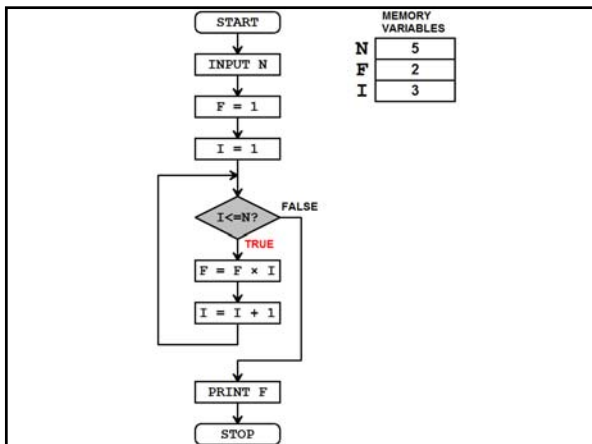 START
INPUT N
F = 1
I = 1
I<=N?
FALSE
TRUE
F = F × I
I = I + 1
PRINT F
STOP
MEMORY
VARIABLES
N 5
F 2
I 3